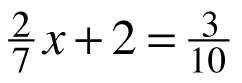 2/7 x + 2 = 3/10